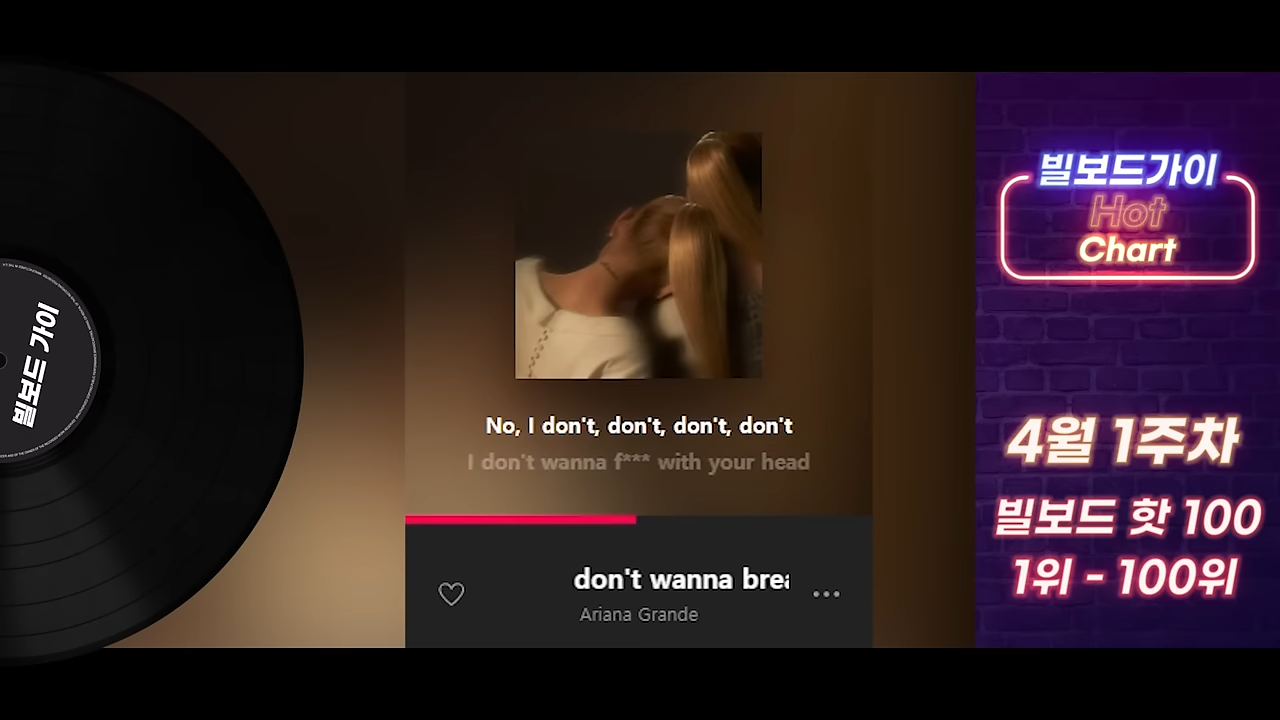 빌보드 가이
No, I don't, don't, don't, don't
I don't wanna f*** with your head
don't wanna brea
Ariana Grande
빌보드가이
Hot
Chart
4월 1주차
빌보드 핫 100
1위 - 100위